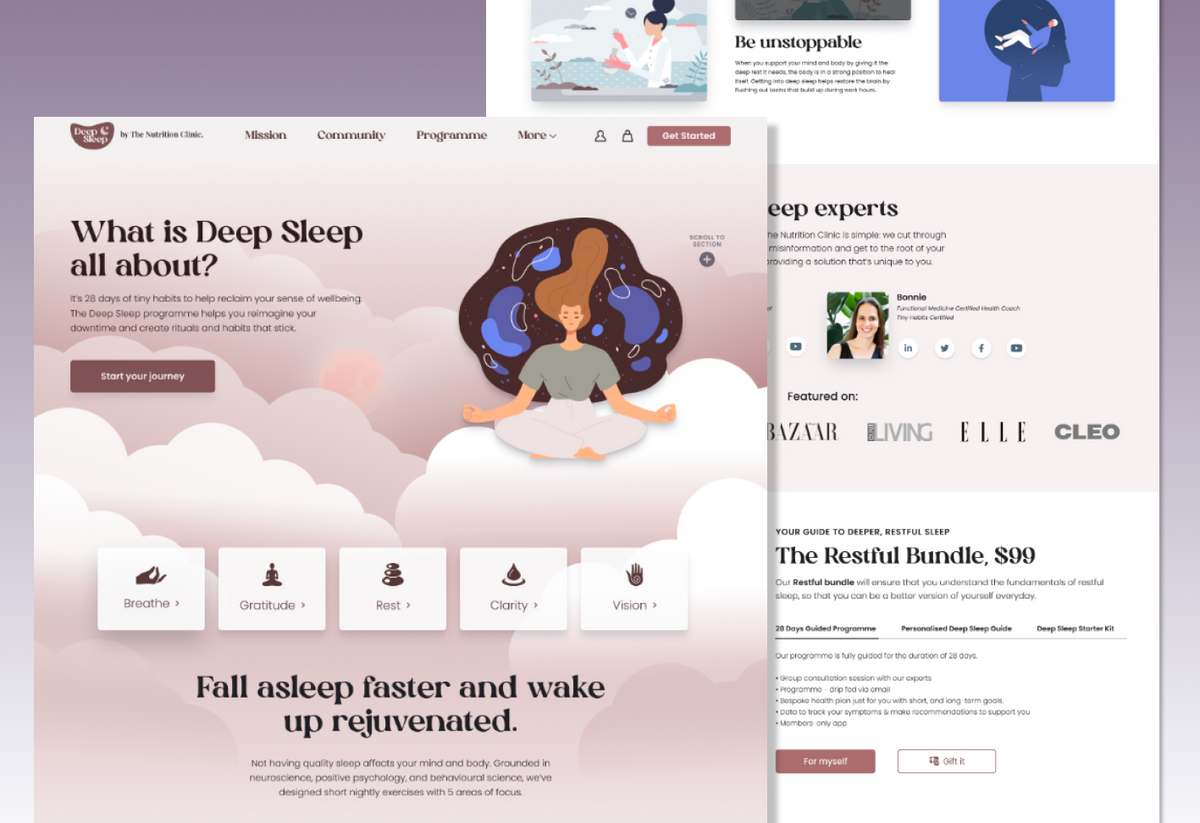 Be unstoppable
When you support your mind and body by giving it the
deep rest it needs, the body is in a strong position to heal
itself. Getting into deep sleep helps restore the brain by
flushing out toxins that build up during work hours.
Deep
Sleep
by The Nutrition Clinic.
Mission
Community
Programme
More
Get Started
What is Deep Sleep
all about?
It's 28 days of tiny habits to help reclaim your sense of wellbeing.
The Deep Sleep programme helps you reimagine your
downtime and create rituals and habits that stick.
Start your journey
SCROLL TO
SECTION
Breathe >
Gratitude >
Rest >
Clarity >
Vision >
Fall asleep faster and wake
up rejuvenated.
Not having quality sleep affects your mind and body. Grounded in
neuroscience, positive psychology, and behavioural science, we've
designed short nightly exercises with 5 areas of focus.
eep experts
he Nutrition Clinic is simple: we cut through
misinformation and get to the root of your
roviding a solution that's unique to you.
Bonnie
Functional Medicine Certified Health Coach
Tiny Habits Certified
Featured on:
BAZAAR
LIVING
ELLE
CLEO
YOUR GUIDE TO DEEPER, RESTFUL SLEEP
The Restful Bundle, $99
Our Restful bundle will ensure that you understand the fundamentals of restful
sleep, so that you can be a better version of yourself everyday.
28 Days Guided Programme
Personalised Deep Sleep Guide
Deep Sleep Starter Kit
Our programme is fully guided for the duration of 28 days.
• Group consultation session with our experts
• Programme - drip fed via email
• Bespoke health plan just for you with short, and long-term goals.
• Data to track your symptoms & make recommendations to support you
• Members-only app
For myself
Gift it